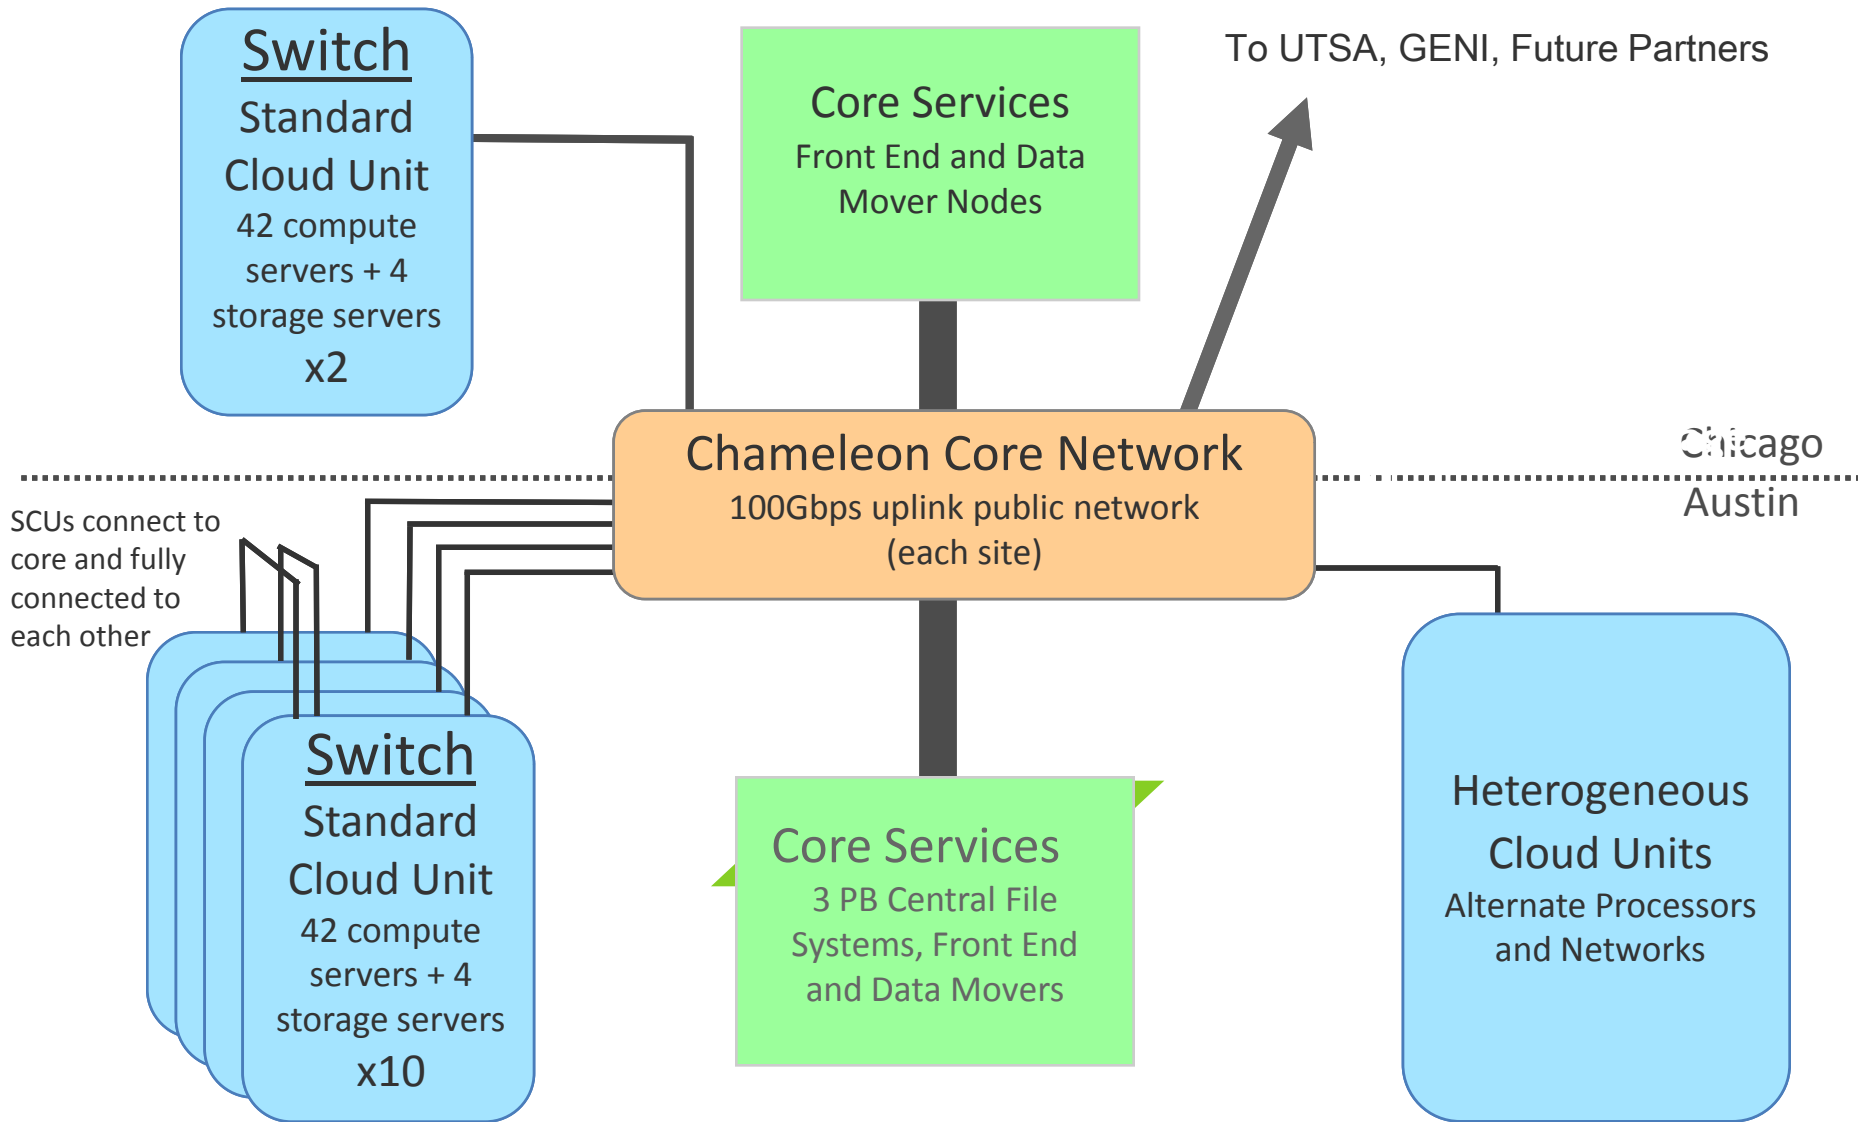 Switch
Standard
Cloud Unit
42 compute
servers + 4
storage servers
x2
Core Services
Front End and Data
Mover Nodes
To UTSA, GENI, Future Partners
Chameleon Core Network
100Gbps uplink public network
(each site)
Chicago
Austin
SCUs connect to
core and fully
connected to
each other
Switch
Standard
Cloud Unit
42 compute
servers + 4
storage servers
x10
Core Services
3 PB Central File
Systems, Front End
and Data Movers
Heterogeneous
Cloud Units
Alternate Processors
and Networks